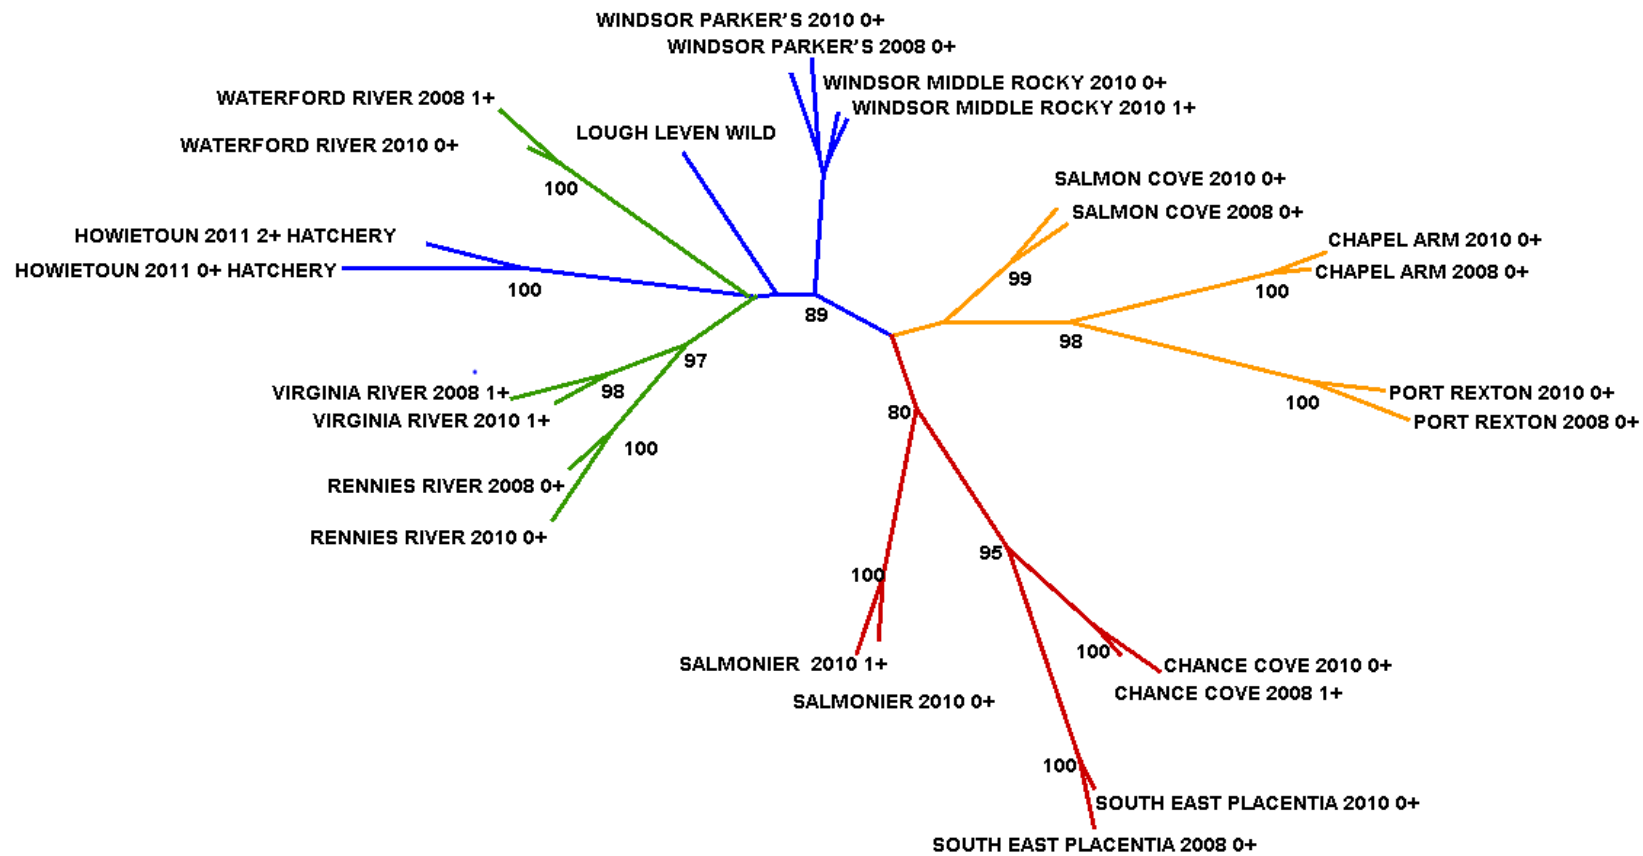 WINDSOR PARKER'S 2010 0+
WINDSOR PARKER'S 2008 0+
WINDSOR MIDDLE ROCKY 2010 0+
WINDSOR MIDDLE ROCKY 2010 1+
WATERFORD RIVER 2008 1+
LOUGH LEVEN WILD
WATERFORD RIVER 2010 0+
100
SALMON COVE 2010 0+
SALMON COVE 2008 0+
99
CHAPEL ARM 2010 0+
CHAPEL ARM 2008 0+
100
HOWIETOUN 2011 2+ HATCHERY
HOWIETOUN 2011 0+ HATCHERY
100
89
98
97
98
VIRGINIA RIVER 2008 1+
VIRGINIA RIVER 2010 1+
PORT REXTON 2010 0+
100
PORT REXTON 2008 0+
80
100
RENNIES RIVER 2008 0+
RENNIES RIVER 2010 0+
95
100
100
SALMONIER 2010 1+
SALMONIER 2010 0+
CHANCE COVE 2010 0+
CHANCE COVE 2008 1+
100
SOUTH EAST PLACENTIA 2010 0+
SOUTH EAST PLACENTIA 2008 0+